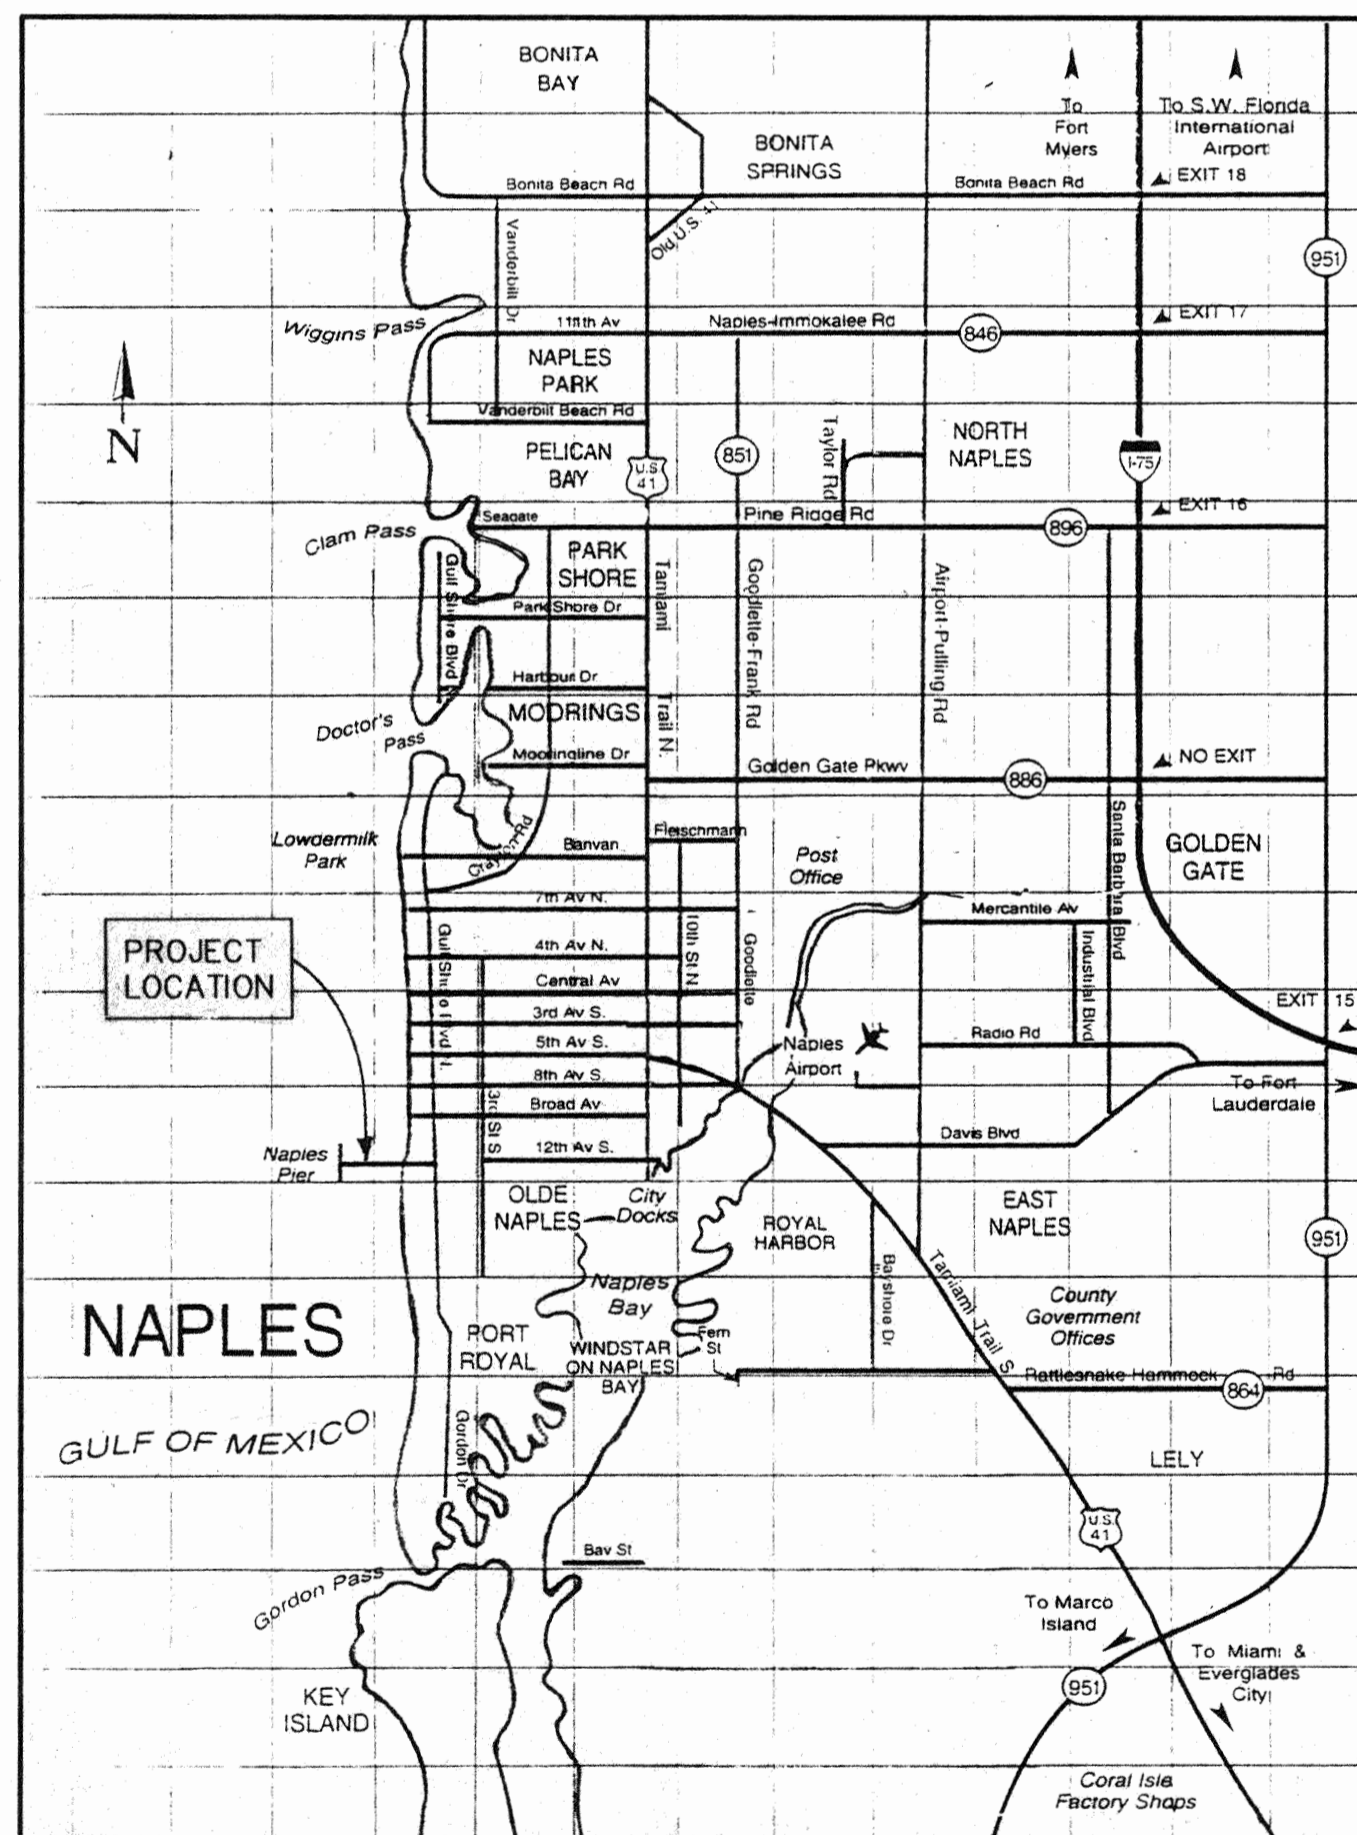 BONITA
BAY
To
Fort
Myers
To S.W. Florida
International
Airport
BONITA
SPRINGS
Bonita Beach Rd
Bonita Beach Rd
EXIT 18
Old U.S. 41
Vanderbilt Dr
951
Wiggins Pass
111th Av
Naples-Immokalee Rd
846
EXIT 17
NAPLES
PARK
N
Vanderbilt Beach Rd
PELICAN
BAY
U.S.
41
851
Taylor Rd
NORTH
NAPLES
I-75
Clam Pass
Seagate
Pine Ridge Rd
896
EXIT 16
PARK
SHORE
Gulf Shore Blvd N.
Park Shore Dr
Tamiami
Trail N.
Goodlette-Frank Rd
Airport-Pulling Rd
Harbour Dr
MOORINGS
Doctor's
Pass
Mooringline Dr
Golden Gate Pkwy
886
NO EXIT
Lowdermilk
Park
Crayton Rd
Banyan
Fleischmann
Post
Office
Santa Barbara Blvd
GOLDEN
GATE
7th Av N.
Mercantile Av
PROJECT
LOCATION
Gulf Shore Blvd N.
4th Av N.
10th St N
Goodlette
Industrial Blvd
Central Av
3rd Av S.
EXIT 15
5th Av S.
Naples
Airport
Radio Rd
8th Av S.
To Fort
Lauderdale
3rd St S
Broad Av
Davis Blvd
Naples
Pier
12th Av S.
OLDE
NAPLES
City
Docks
ROYAL
HARBOR
EAST
NAPLES
951
Bayshore Dr
Tamiami Trail S
NAPLES
Naples
Bay
County
Government
Offices
PORT
ROYAL
WINDSTAR
ON NAPLES
BAY
Fern
St
Rattlesnake Hammock Rd
864
GULF OF MEXICO
Gordon Dr
LELY
U.S.
41
Bay St
Gordon Pass
To Marco
Island
To Miami &
Everglades
City
951
KEY
ISLAND
Coral Isle
Factory Shops